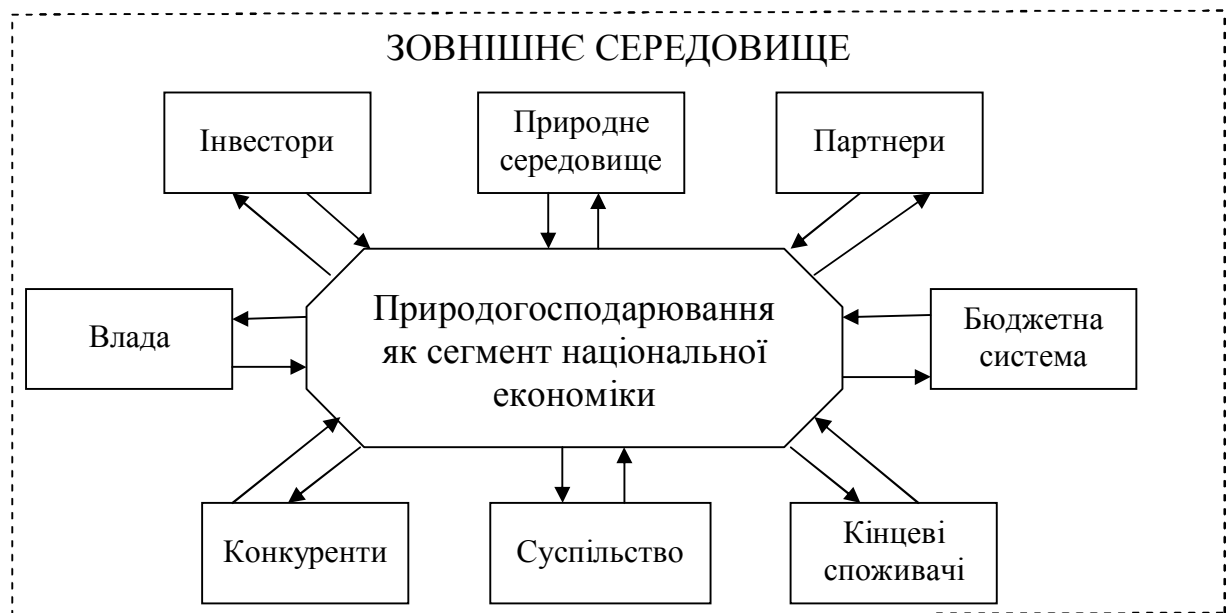 ЗОВНІШНЄ СЕРЕДОВИЩЕ
Інвестори
Природне
середовище
Партнери
Влада
Природогосподарювання
як сегмент національної
економіки
Бюджетна
система
Конкуренти
Суспільство
Кінцеві
споживачі